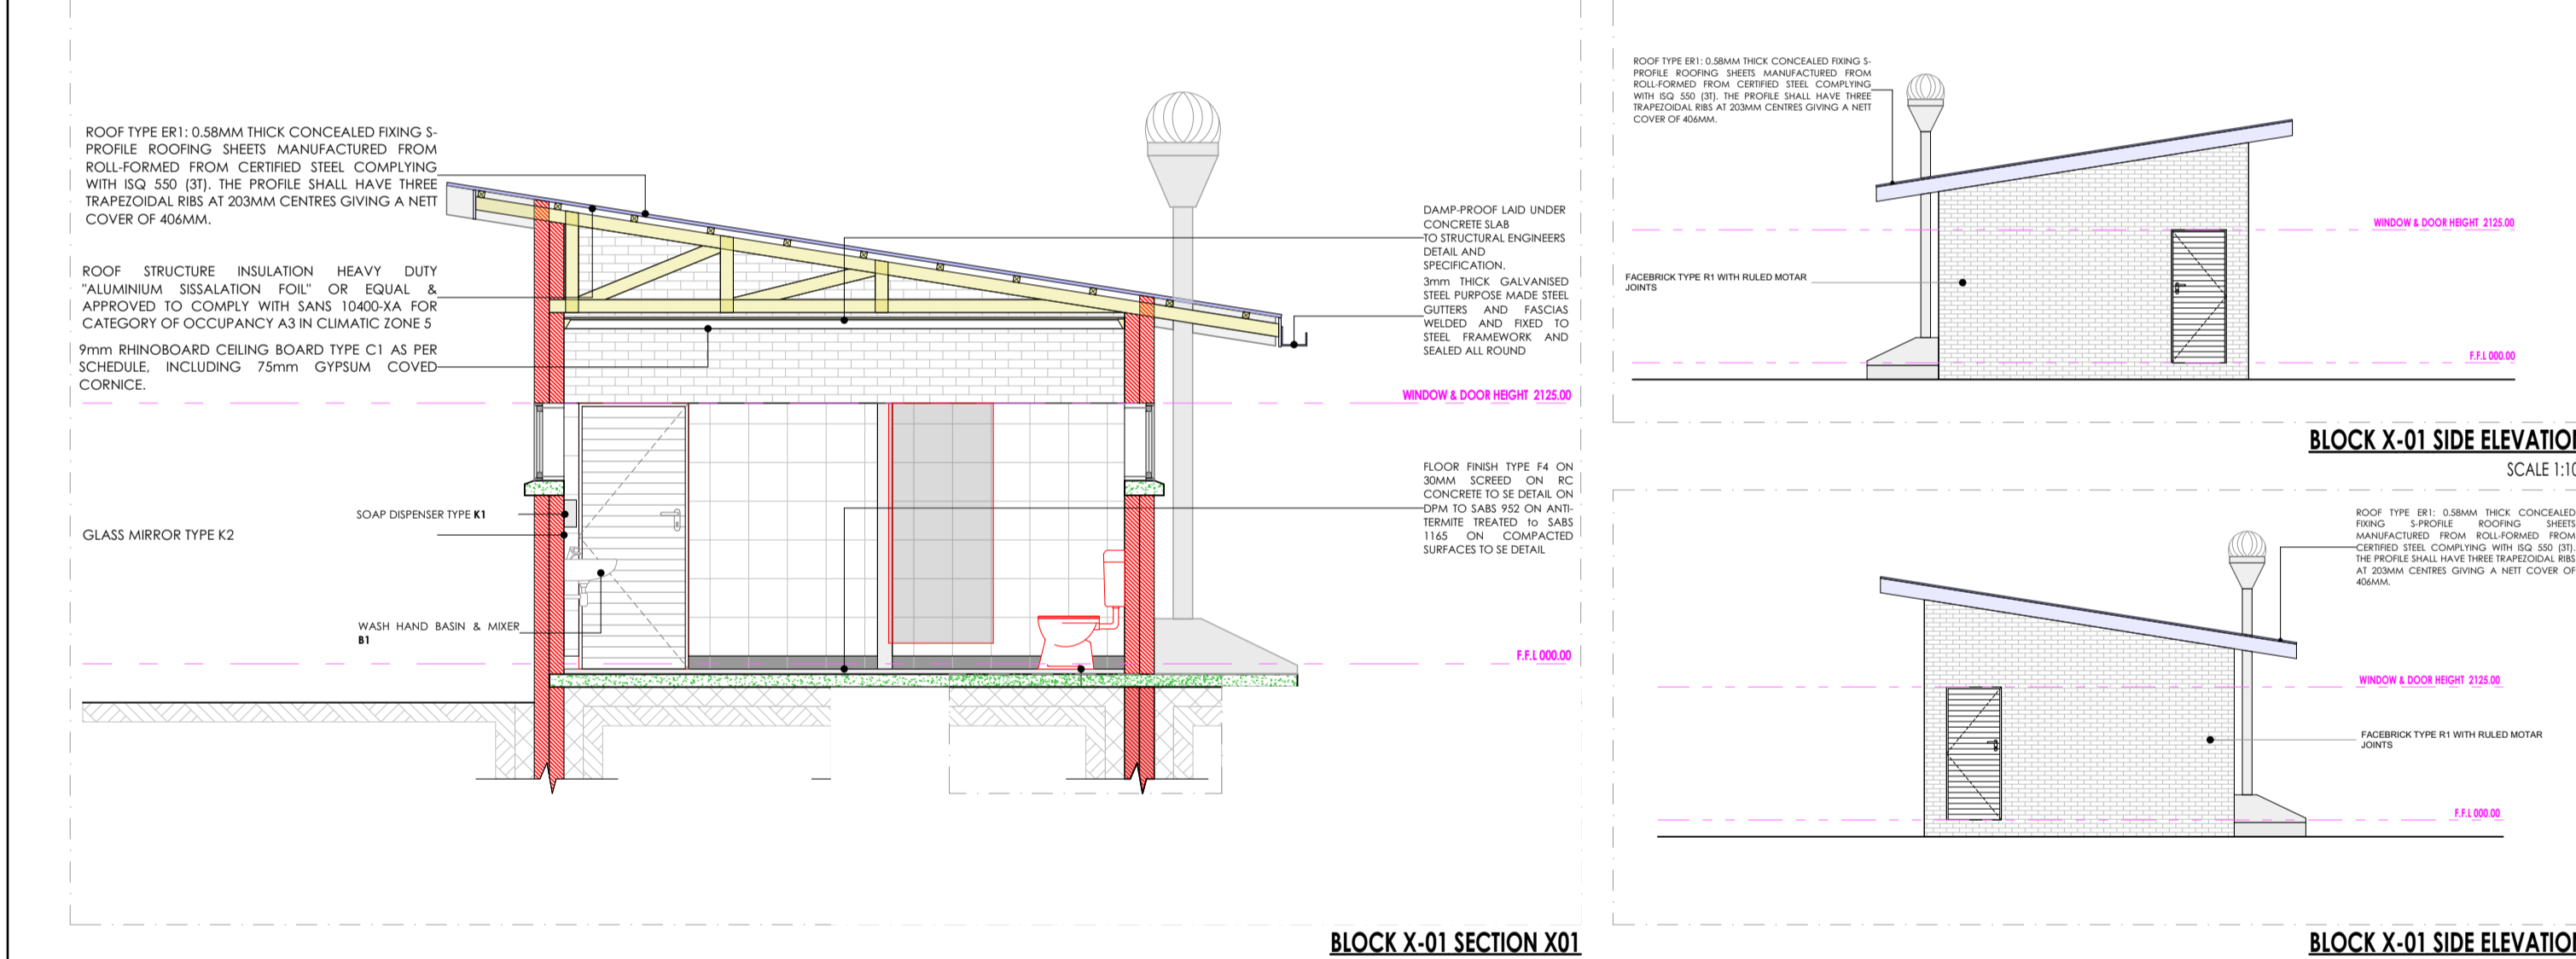 ROOF TYPE ER1: 0.58MM THICK CONCEALED FIXING S-
PROFILE ROOFING SHEETS MANUFACTURED FROM
ROLL-FORMED FROM CERTIFIED STEEL COMPLYING
WITH ISQ 550 (3T). THE PROFILE SHALL HAVE THREE
TRAPEZOIDAL RIBS AT 203MM CENTRES GIVING A NETT
COVER OF 406MM.
ROOF STRUCTURE INSULATION HEAVY DUTY
"ALUMINIUM SISSALATION FOIL" OR EQUAL &
APPROVED TO COMPLY WITH SANS 10400-XA FOR
CATEGORY OF OCCUPANCY A3 IN CLIMATIC ZONE 5
9mm RHINOBOARD CEILING BOARD TYPE C1 AS PER
SCHEDULE, INCLUDING 75mm GYPSUM COVED
CORNICE.
SOAP DISPENSER TYPE K1
GLASS MIRROR TYPE K2
WASH HAND BASIN & MIXER
B1
DAMP-PROOF LAID UNDER
CONCRETE SLAB
TO STRUCTURAL ENGINEERS
DETAIL AND
SPECIFICATION.
3mm THICK GALVANISED
STEEL PURPOSE MADE STEEL
GUTTERS AND FASCIAS
WELDED AND FIXED TO
STEEL FRAMEWORK AND
SEALED ALL ROUND
WINDOW & DOOR HEIGHT 2125.00
FLOOR FINISH TYPE F4 ON
30MM SCREED ON RC
CONCRETE TO SE DETAIL ON
DPM TO SABS 952 ON ANTI-
TERMITE TREATED to SABS
1165 ON COMPACTED
SURFACES TO SE DETAIL
F.F.L 000.00
BLOCK X-01 SECTION X01
ROOF TYPE ER1: 0.58MM THICK CONCEALED FIXING S-
PROFILE ROOFING SHEETS MANUFACTURED FROM
ROLL-FORMED FROM CERTIFIED STEEL COMPLYING
WITH ISQ 550 (3T). THE PROFILE SHALL HAVE THREE
TRAPEZOIDAL RIBS AT 203MM CENTRES GIVING A NETT
COVER OF 406MM.
WINDOW & DOOR HEIGHT 2125.00
FACEBRICK TYPE R1 WITH RULED MOTAR
JOINTS
F.F.L 000.00
BLOCK X-01 SIDE ELEVATION
SCALE 1:10
ROOF TYPE ER1: 0.58MM THICK CONCEALED
FIXING S-PROFILE ROOFING SHEETS
MANUFACTURED FROM ROLL-FORMED FROM
CERTIFIED STEEL COMPLYING WITH ISQ 550 (3T).
THE PROFILE SHALL HAVE THREE TRAPEZOIDAL RIBS
AT 203MM CENTRES GIVING A NETT COVER OF
406MM.
WINDOW & DOOR HEIGHT 2125.00
FACEBRICK TYPE R1 WITH RULED MOTAR
JOINTS
F.F.L 000.00
BLOCK X-01 SIDE ELEVATION